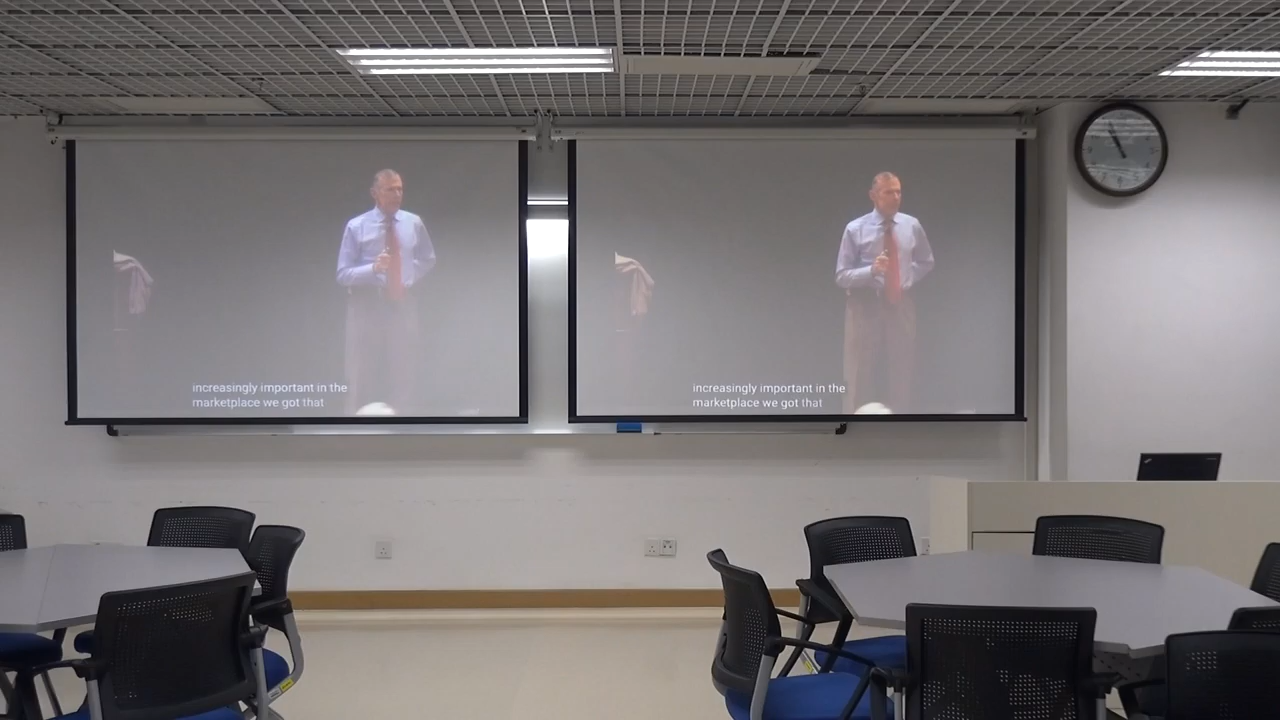 increasingly important in the
marketplace we got that
increasingly important in the
marketplace we got that